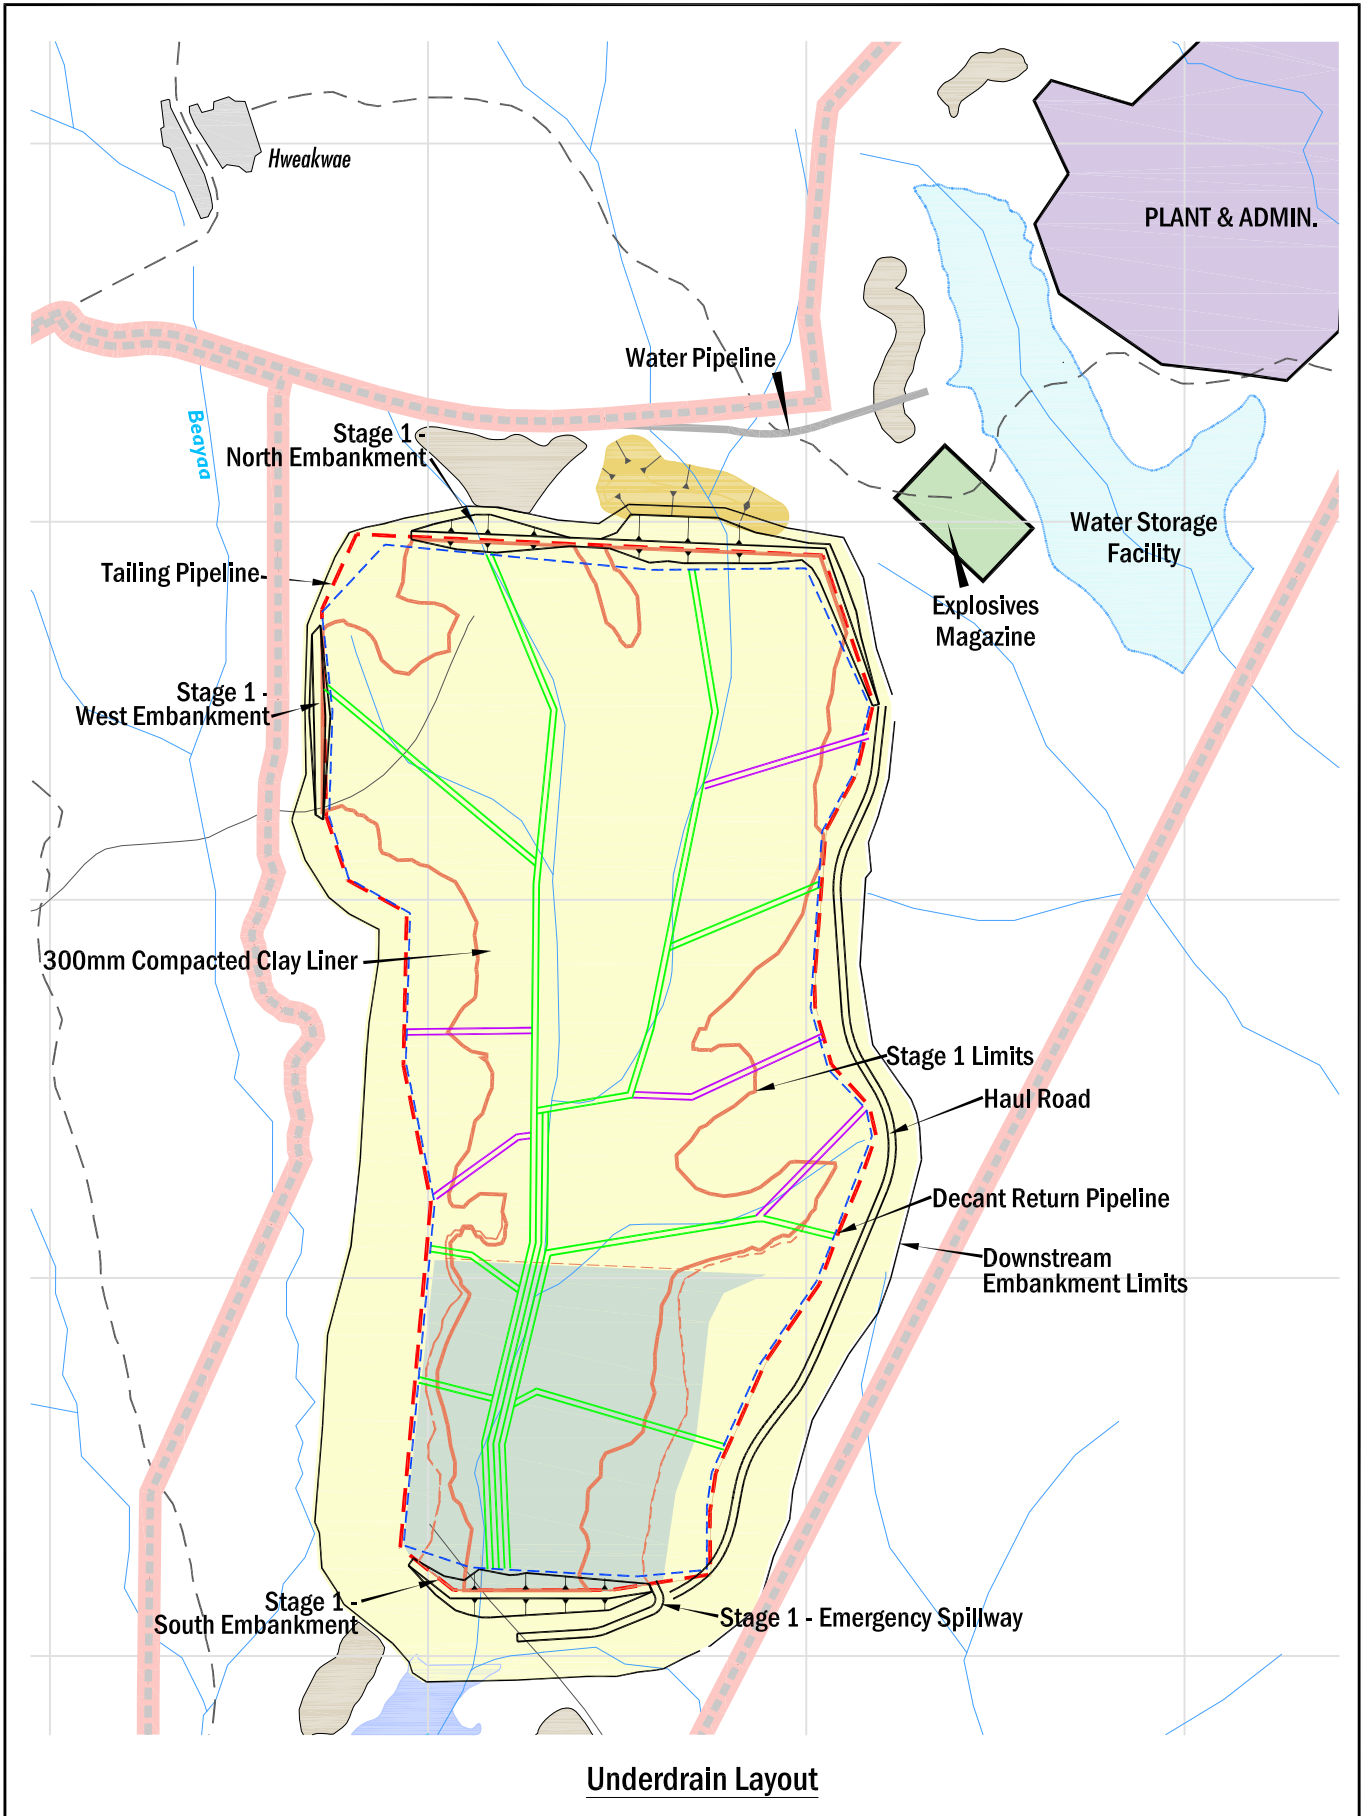 Hweakwae
PLANT & ADMIN.
Water Pipeline
Beayaa
Stage 1 -
North Embankment
Water Storage
Facility
Tailing Pipeline
Explosives
Magazine
Stage 1 -
West Embankment
300mm Compacted Clay Liner
Stage 1 Limits
Haul Road
Decant Return Pipeline
Downstream
Embankment Limits
Stage 1 -
South Embankment
Stage 1 - Emergency Spillway
Underdrain Layout